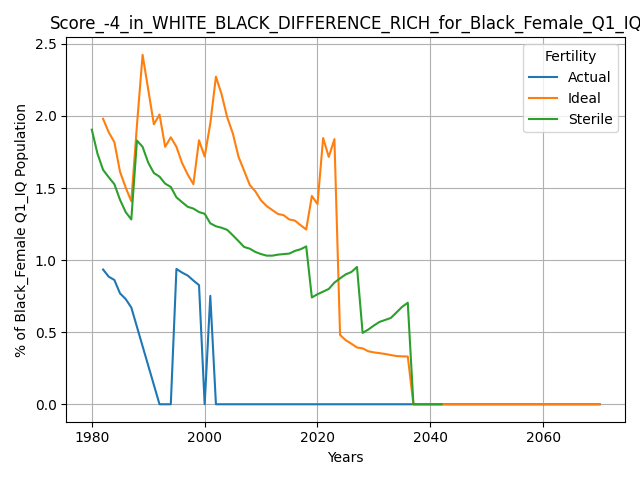 Score_-4_in_WHITE_BLACK_DIFFERENCE_RICH_for_Black_Female_Q1_IQ
2.5
2.0
1.5
1.0
0.5
0.0
% of Black_Female Q1_IQ Population
1980
2000
2020
2040
2060
Years
Fertility
Actual
Ideal
Sterile